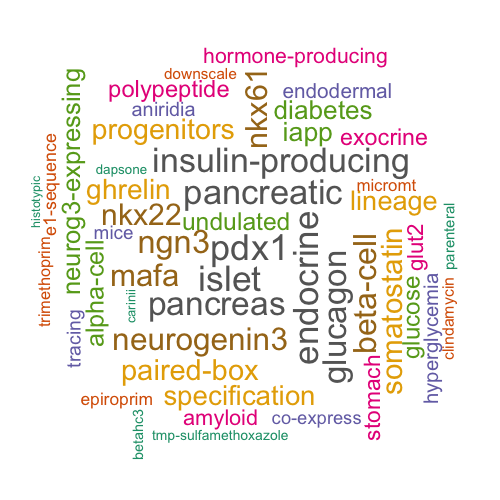 hormone-producing
downscale
polypeptide
endodermal
aniridia
diabetes
nkx61
progenitors
iapp
exocrine
neurog3-expressing
insulin-producing
dapsone
micromt
ghrelin
pancreatic
lineage
histotypic
e1-sequence
nkx22
undulated
mice
ngn3
pdx1
endocrine
glucagon
beta-cell
somatostatin
glucose
glut2
parenteral
trimethoprim
alpha-cell
mafa
islet
carinii
pancreas
hyperglycemia
clindamycin
tracing
neurogenin3
paired-box
stomach
epiroprim
specification
amyloid
co-express
betahc3
tmp-sulfamethoxazole